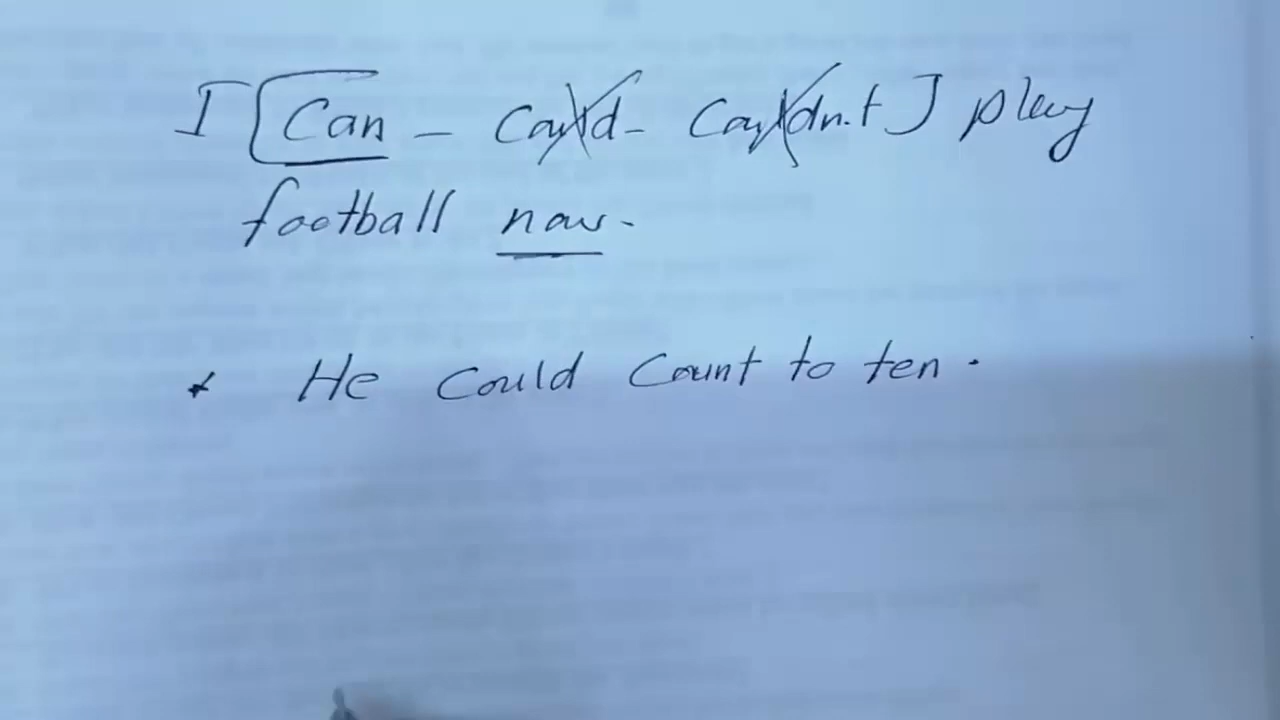 I [ Can - Could - Couldn't ] play
football now.
* He could count to ten.